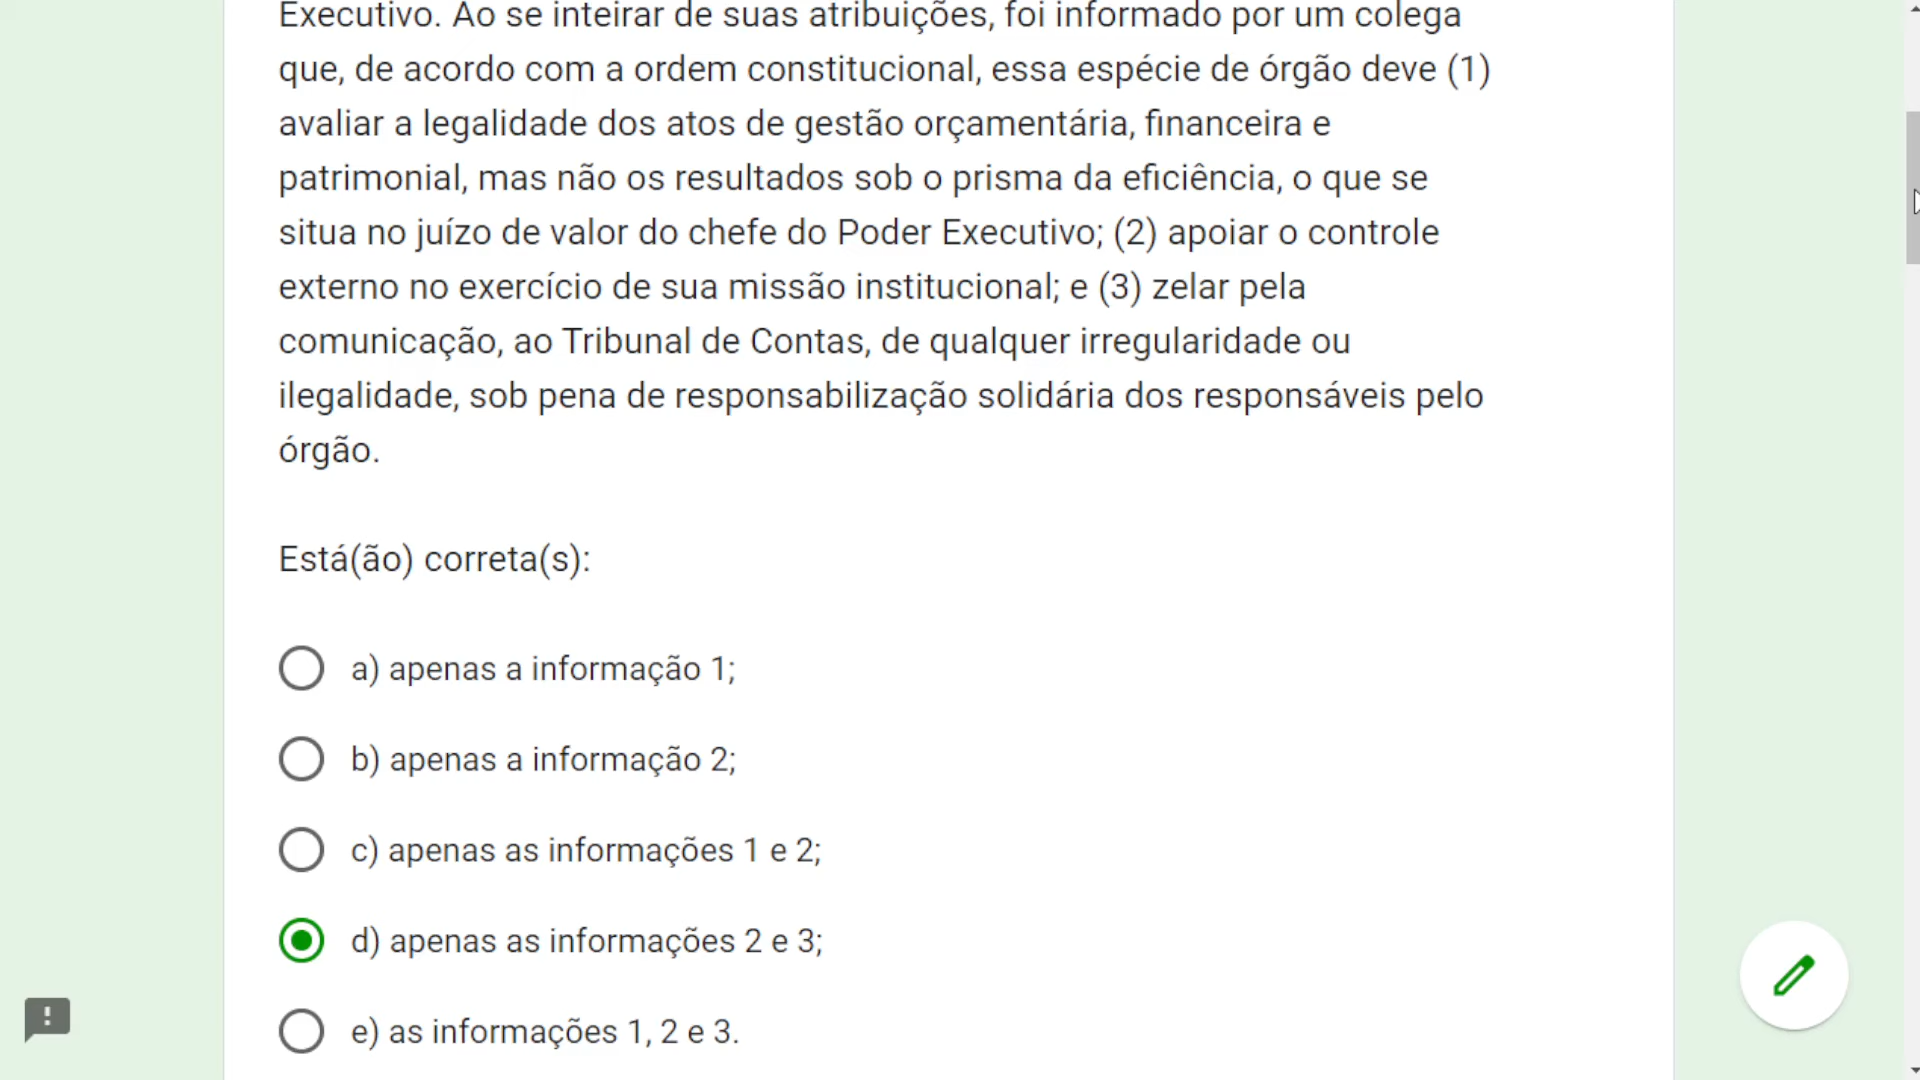 Executivo. Ao se inteirar de suas atribuições, foi informado por um colega
que, de acordo com a ordem constitucional, essa espécie de órgão deve (1)
avaliar a legalidade dos atos de gestão orçamentária, financeira e
patrimonial, mas não os resultados sob o prisma da eficiência, o que se
situa no juízo de valor do chefe do Poder Executivo; (2) apoiar o controle
externo no exercício de sua missão institucional; e (3) zelar pela
comunicação, ao Tribunal de Contas, de qualquer irregularidade ou
ilegalidade, sob pena de responsabilização solidária dos responsáveis pelo
órgão.
Está(ão) correta(s):
a) apenas a informação 1;
b) apenas a informação 2;
c) apenas as informações 1 e 2;
d) apenas as informações 2 e 3;
e) as informações 1, 2 e 3.